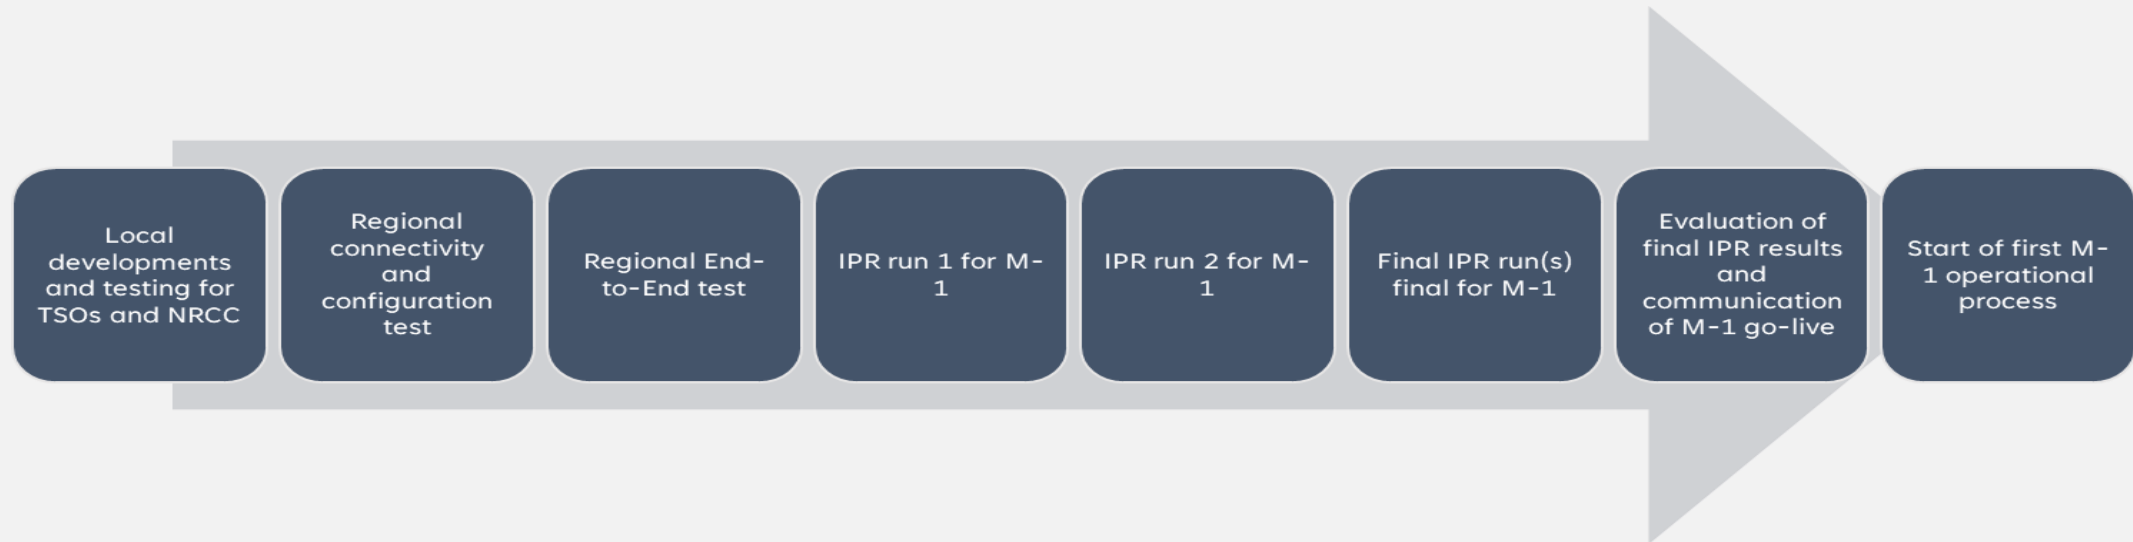 Local
developments
and testing for
TSOs and NRCC
Regional
connectivity
and
configuration
test
Regional End-
to-End test
IPR run 1 for M-
1
IPR run 2 for M-
1
Final IPR run(s)
final for M-1
Evaluation of
final IPR results
and
communication
of M-1 go-live
Start of first M-
1 operational
process